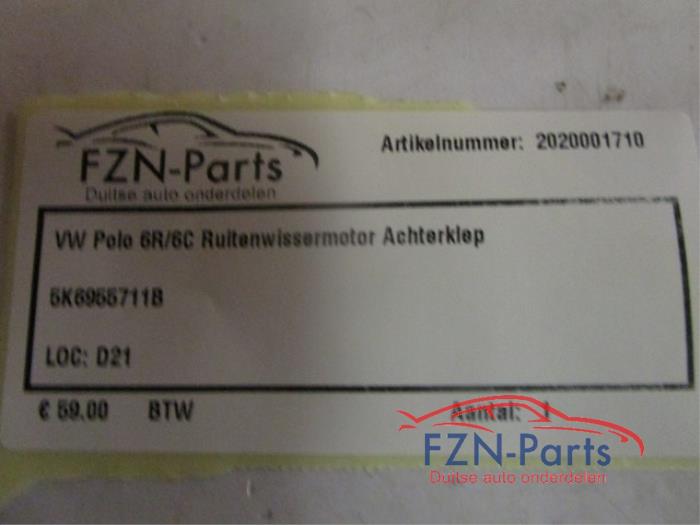 FZN-Parts
Duitse auto onderdelen
Artikelnummer: 2020001710
VW Polo 6R/6C Ruitenwissermotor Achterklep
5K6955711B
LOC: D21
€ 59.00 BTW Aantal: 1
FZN-Parts
Duitse auto onderdelen